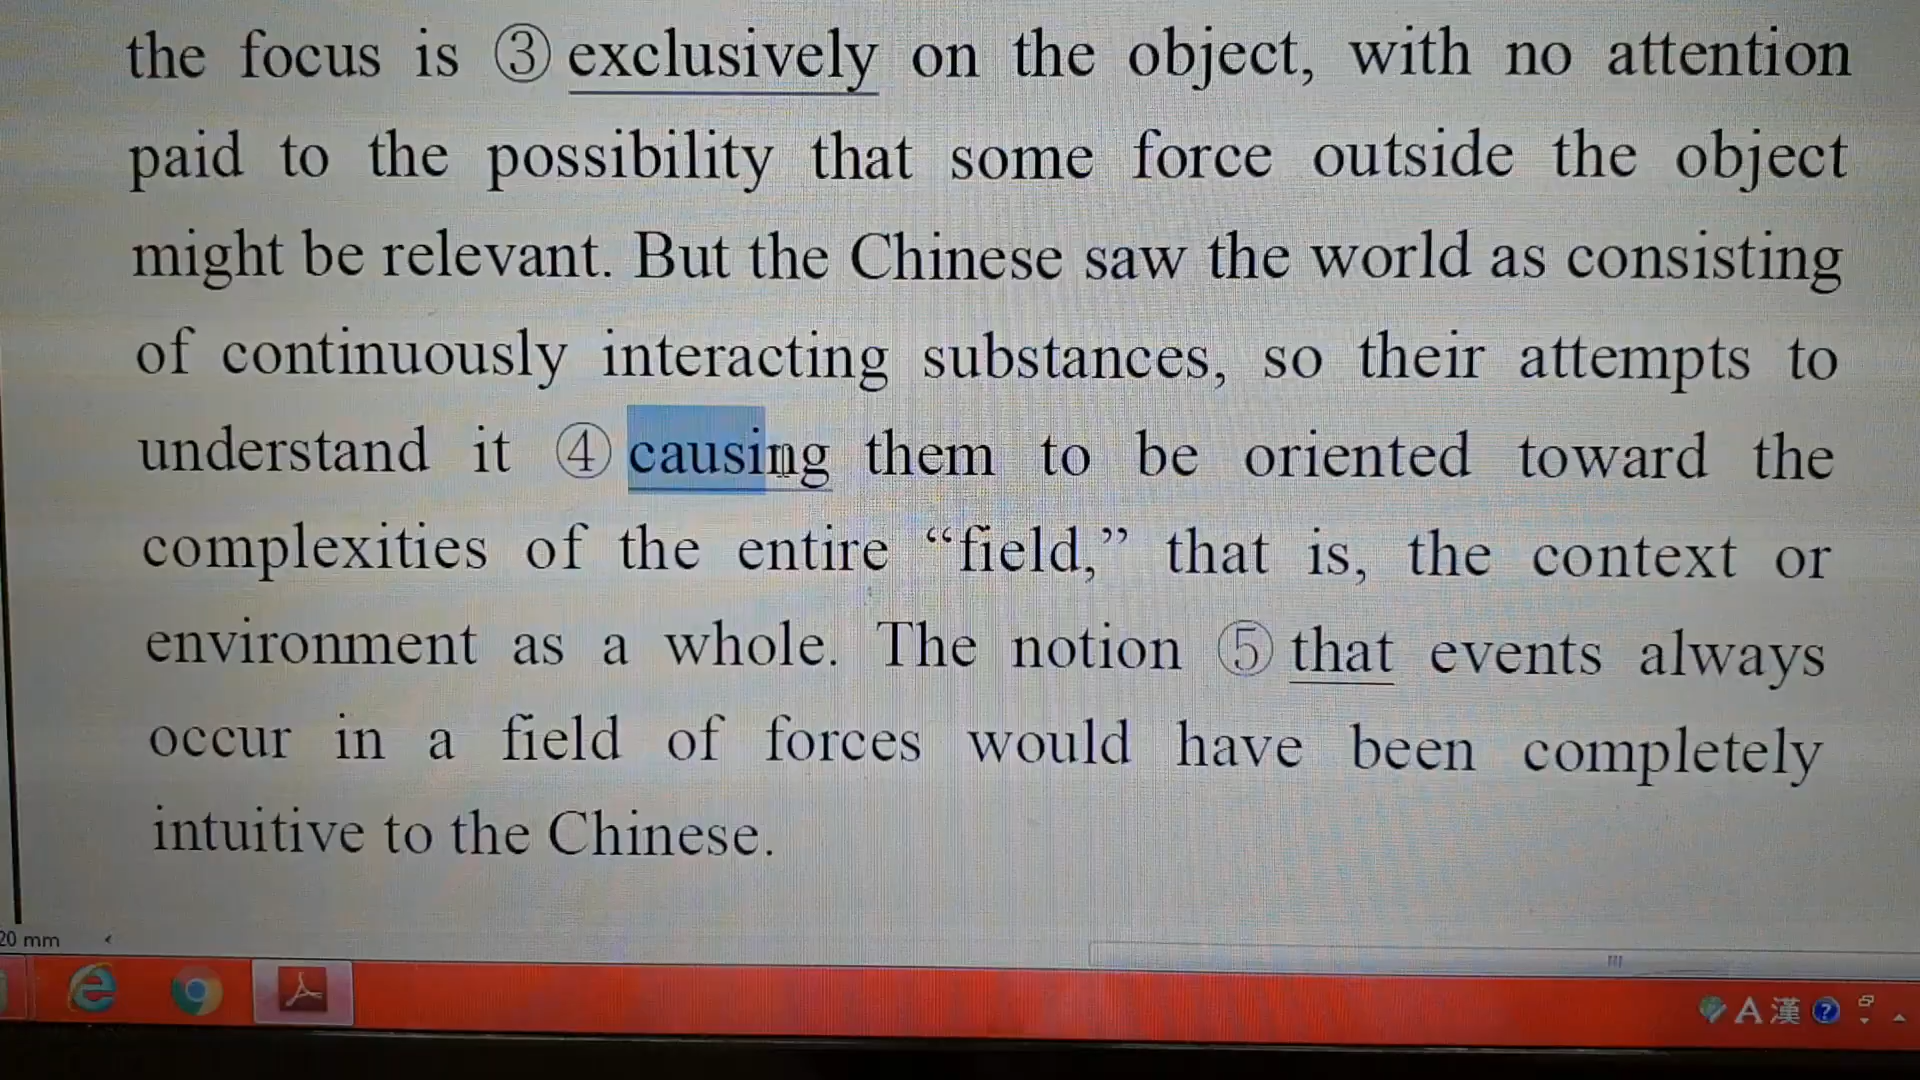 the focus is ③ exclusively on the object, with no attention
paid to the possibility that some force outside the object
might be relevant. But the Chinese saw the world as consisting
of continuously interacting substances, so their attempts to
understand it ④ causing them to be oriented toward the
complexities of the entire “field,” that is, the context or
environment as a whole. The notion ⑤ that events always
occur in a field of forces would have been completely
intuitive to the Chinese.
20 mm
A 漢 ?